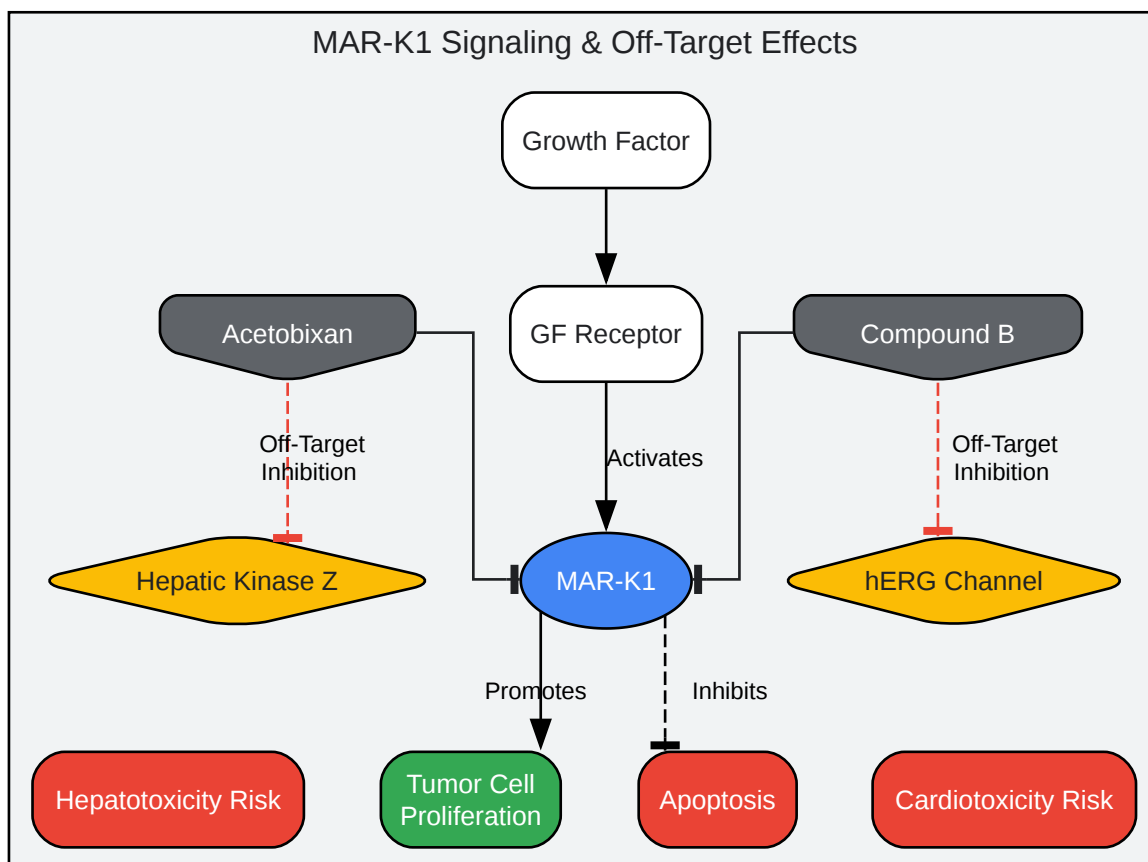 MAR-K1 Signaling & Off-Target Effects
Growth Factor
Acetobixan
GF Receptor
Compound B
Off-Target
Inhibition
Activates
Off-Target
Inhibition
Hepatic Kinase Z
MAR-K1
hERG Channel
Promotes
Inhibits
Hepatotoxicity Risk
Tumor Cell
Proliferation
Apoptosis
Cardiotoxicity Risk